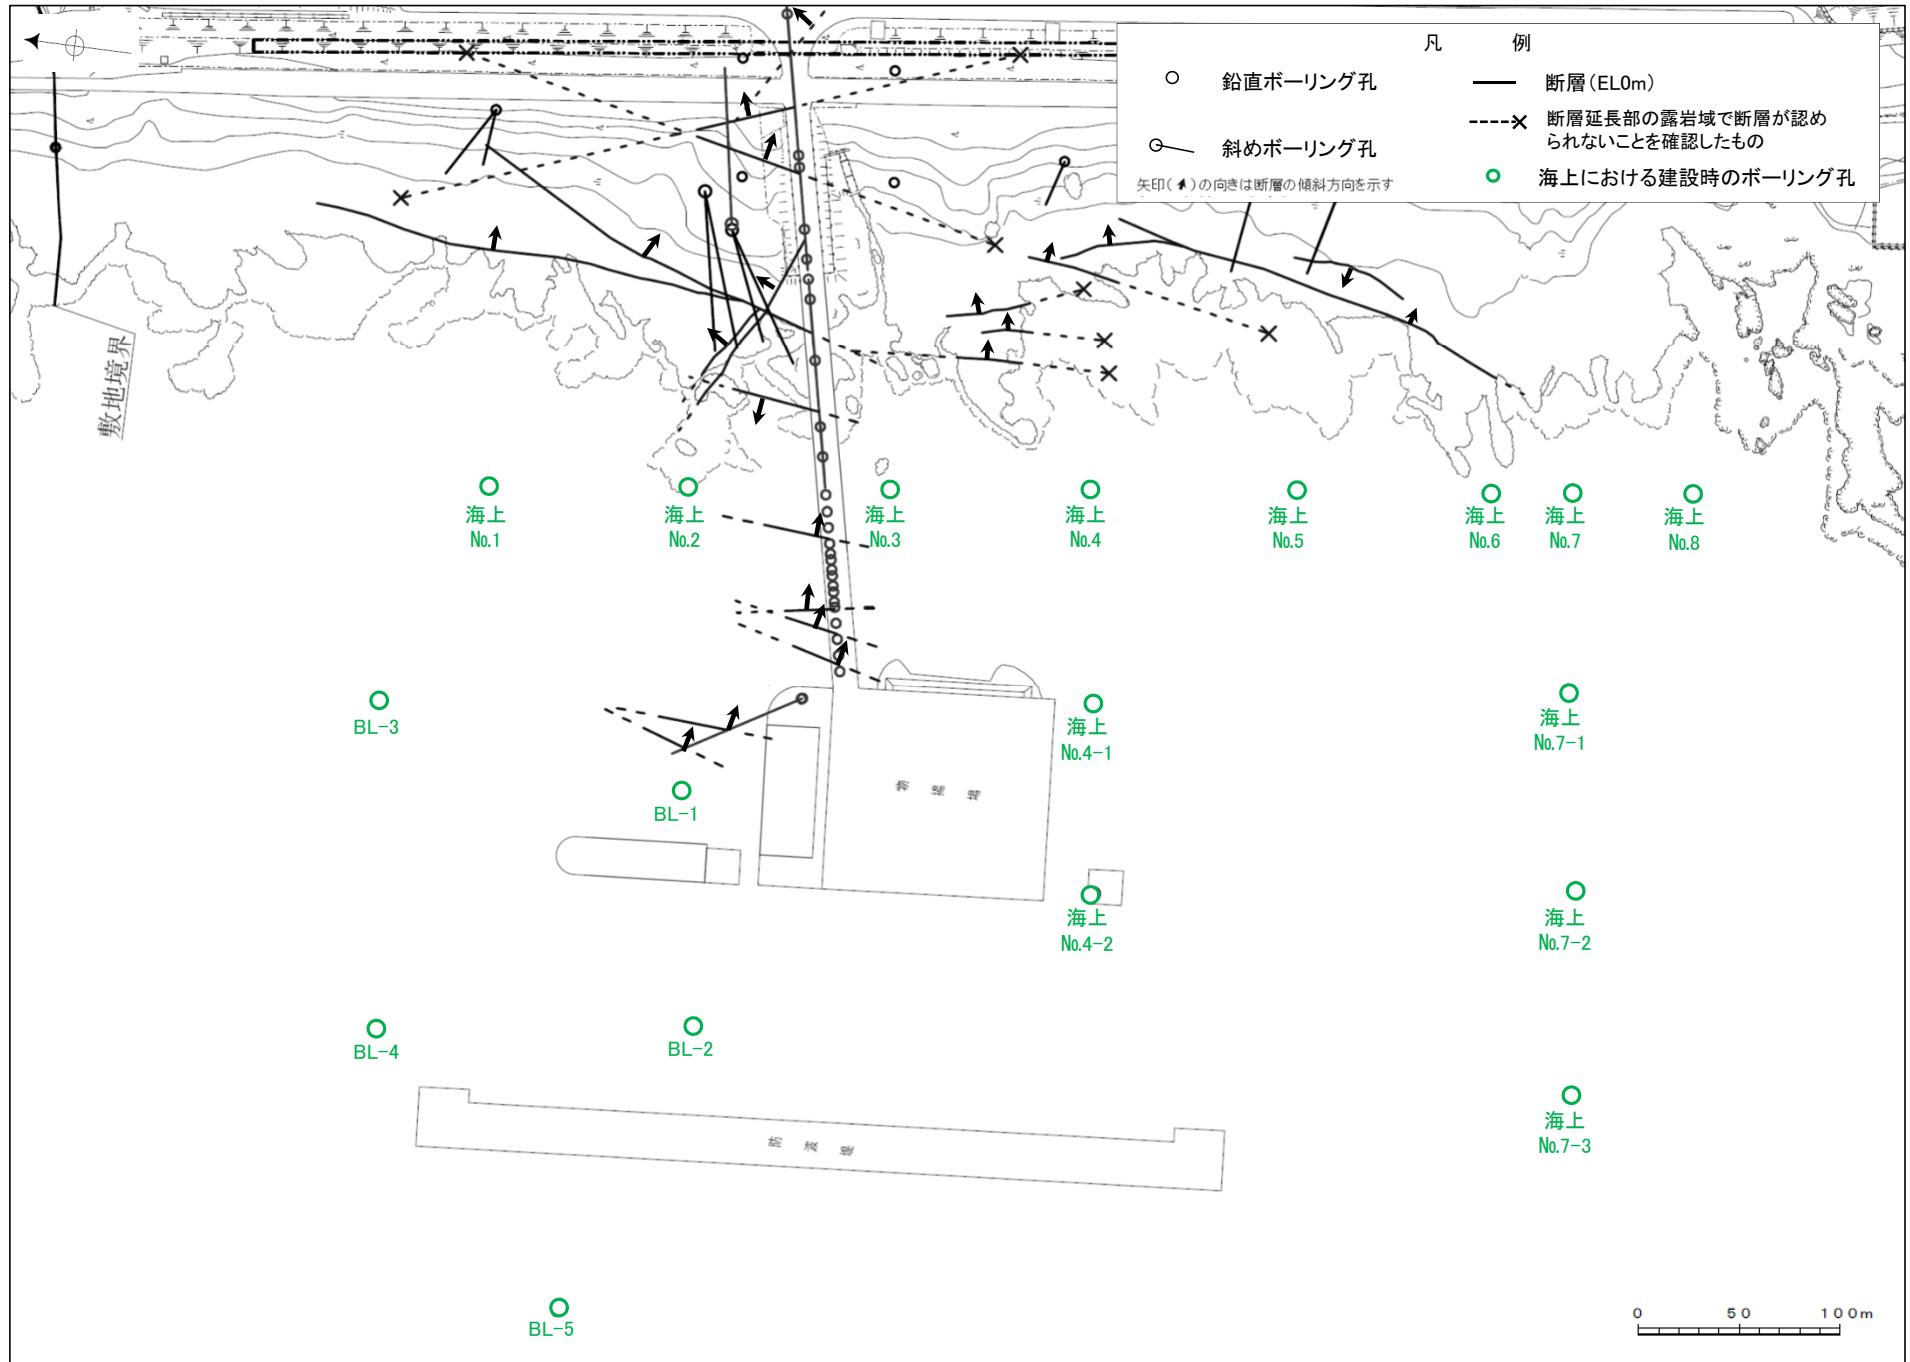 凡 例
鉛直ボーリング孔
断層(EL0m)
断層延長部の露岩域で断層が認め
られないことを確認したもの
斜めボーリング孔
矢印( )の向きは断層の傾斜方向を示す
海上における建設時のボーリング孔
敷地境界
海上
No.1
海上
No.2
海上
No.3
海上
No.4
海上
No.5
海上
No.6
海上
No.7
海上
No.8
BL-3
海上
No.4-1
海上
No.7-1
物揚場
BL-1
海上
No.4-2
海上
No.7-2
BL-4
BL-2
海上
No.7-3
防波堤
BL-5
0 50 100m